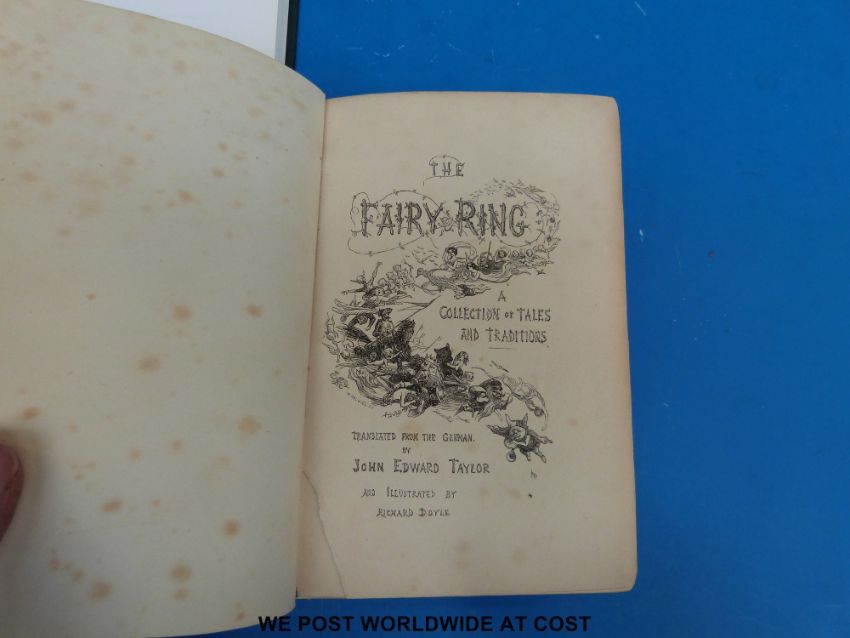 THE
FAIRY RING
A
COLLECTION OF TALES
AND TRADITIONS
TRANSLATED FROM THE GERMAN.
BY
JOHN EDWARD TAYLOR
AND ILLUSTRATED BY
RICHARD DOYLE
WE POST WORLDWIDE AT COST